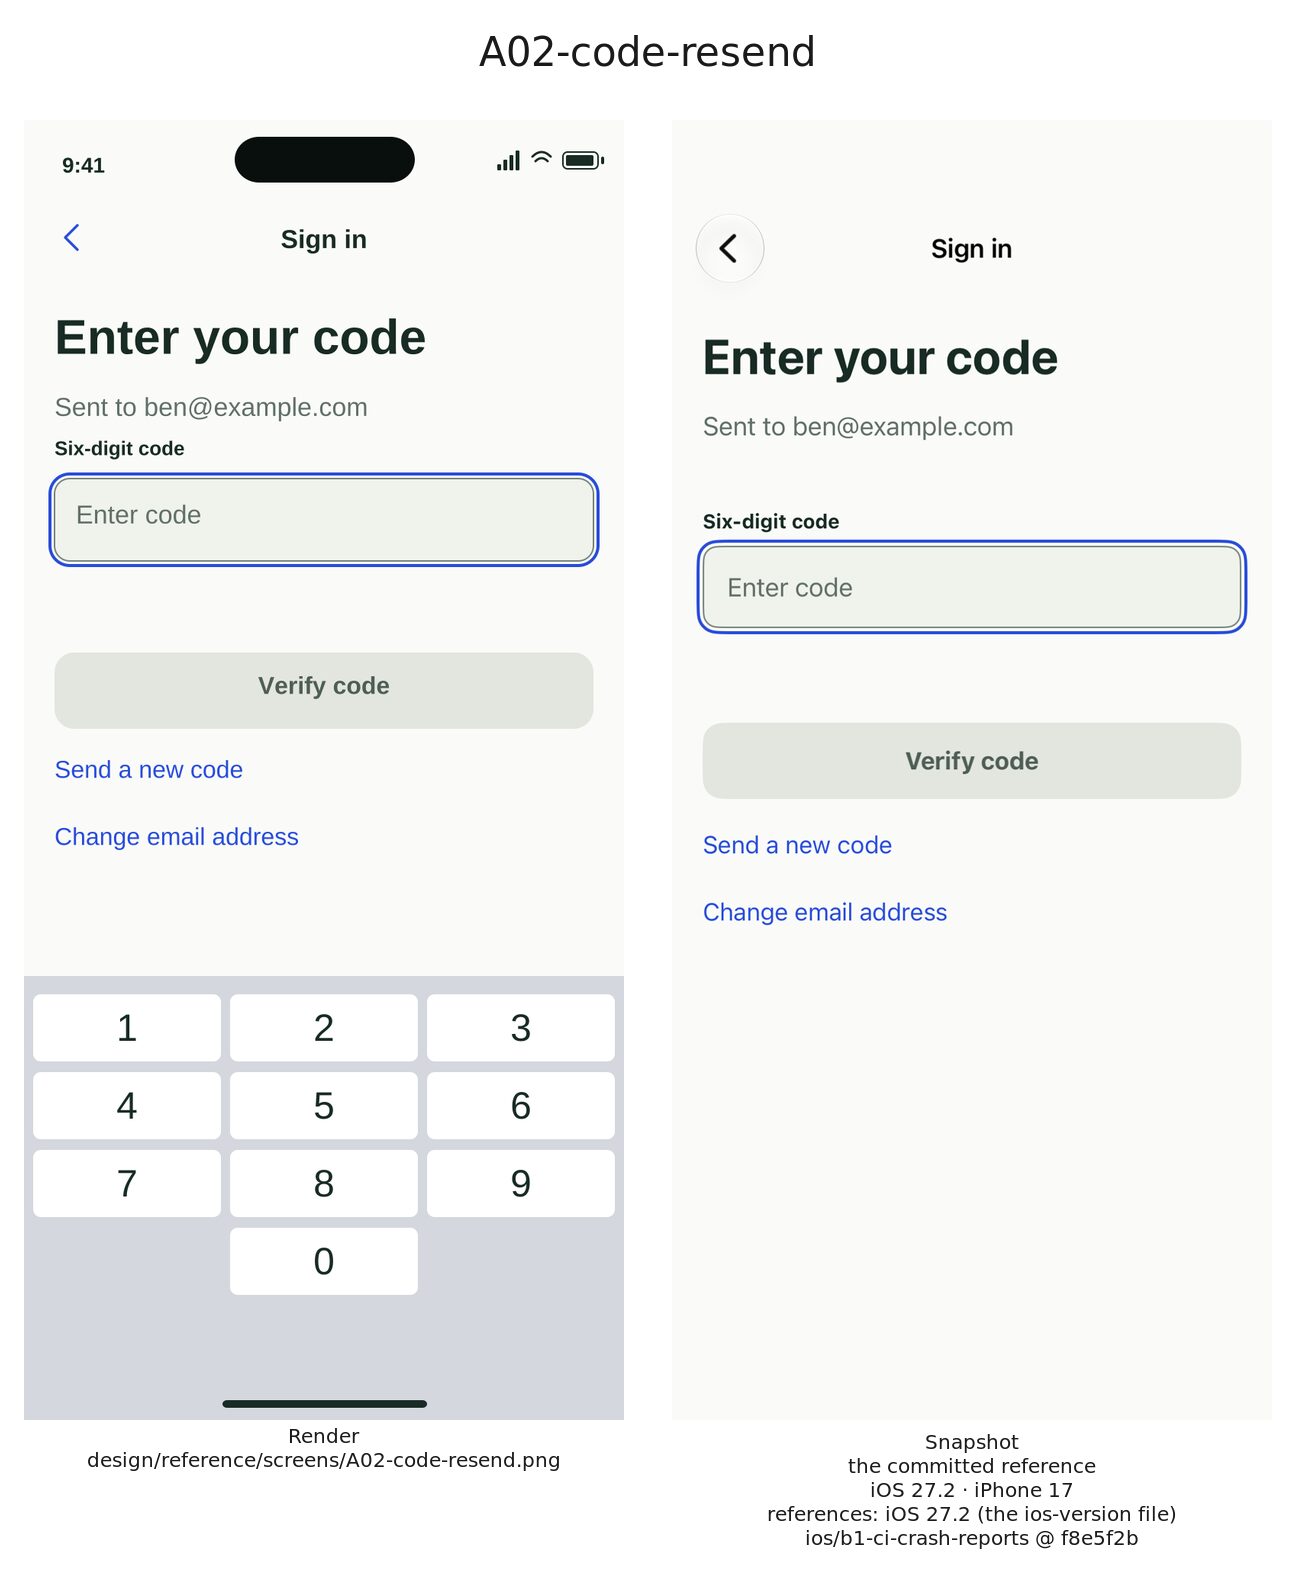 A02-code-resend
9:41
Sign in
Enter your code
Sent to ben@example.com
Six-digit code
Enter code
Verify code
Send a new code
Change email address
1 2 3
4 5 6
7 8 9
0
Render
design/reference/screens/A02-code-resend.png
Sign in
Enter your code
Sent to ben@example.com
Six-digit code
Enter code
Verify code
Send a new code
Change email address
Snapshot
the committed reference
iOS 27.2 · iPhone 17
references: iOS 27.2 (the ios-version file)
ios/b1-ci-crash-reports @ f8e5f2b